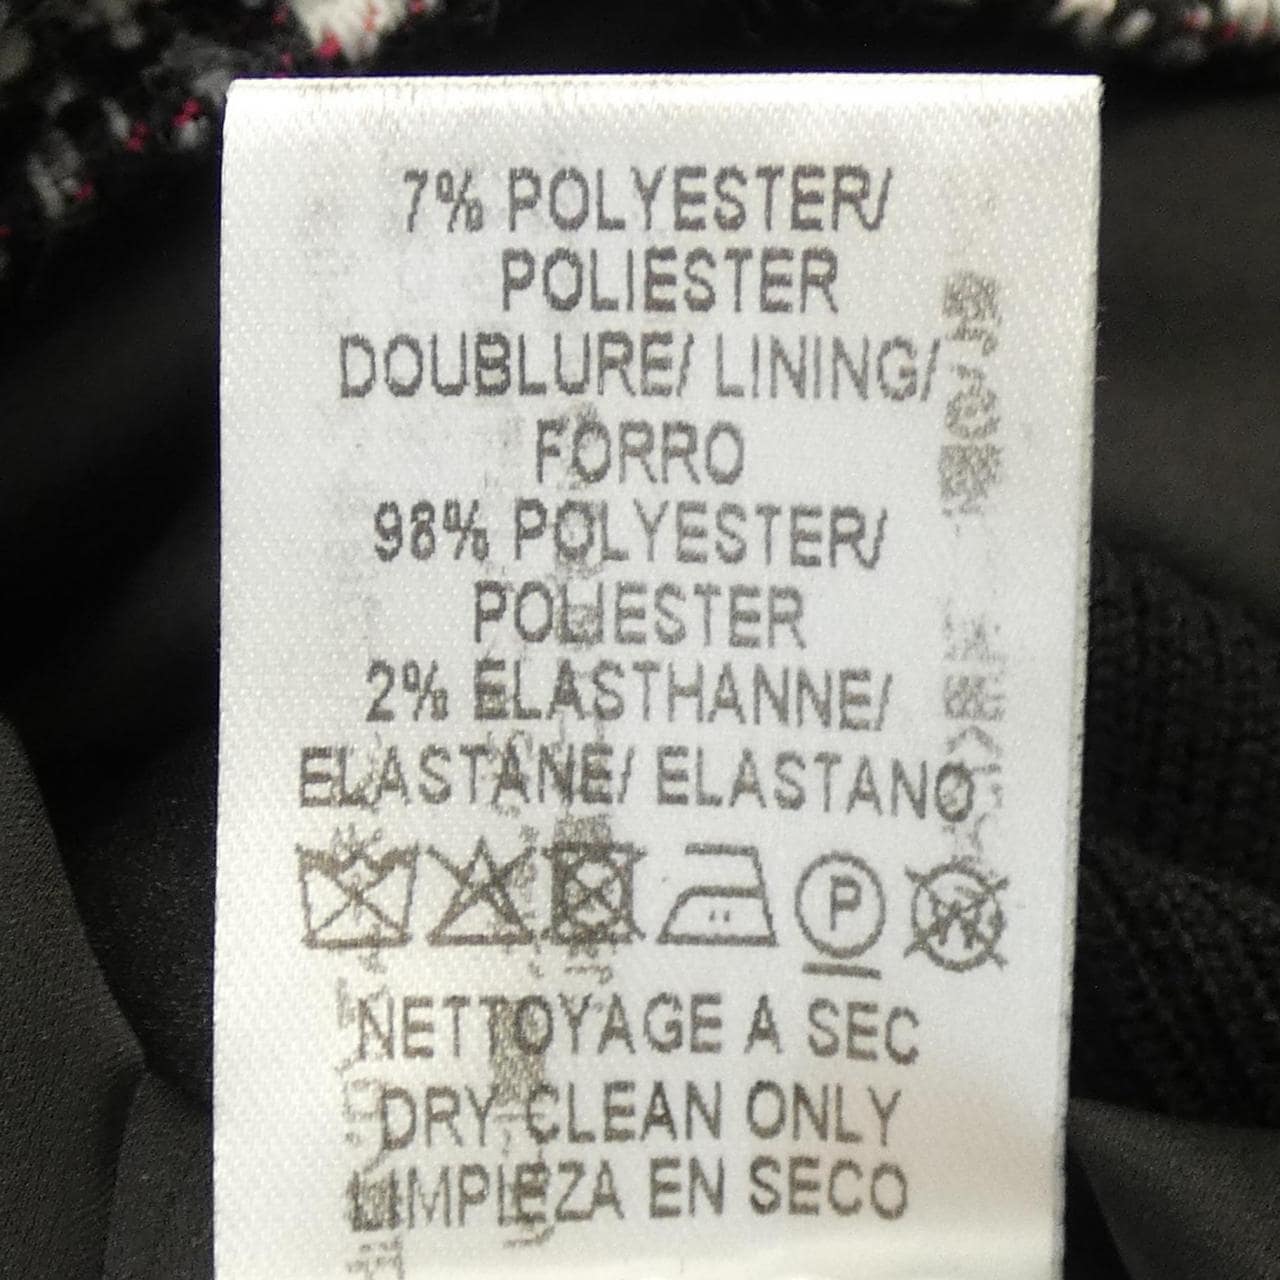 7% POLYESTER/
POLIESTER
DOUBLURE/ LINING/
FORRO
98% POLYESTER/
POLIESTER
2% ELASTHANNE/
ELASTANE/ ELASTANO
P
NETTOYAGE A SEC
DRY CLEAN ONLY
LIMPIEZA EN SECO